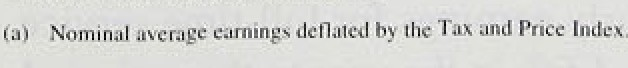 (a) Nominal average earnings deflated by the Tax and Price Index.